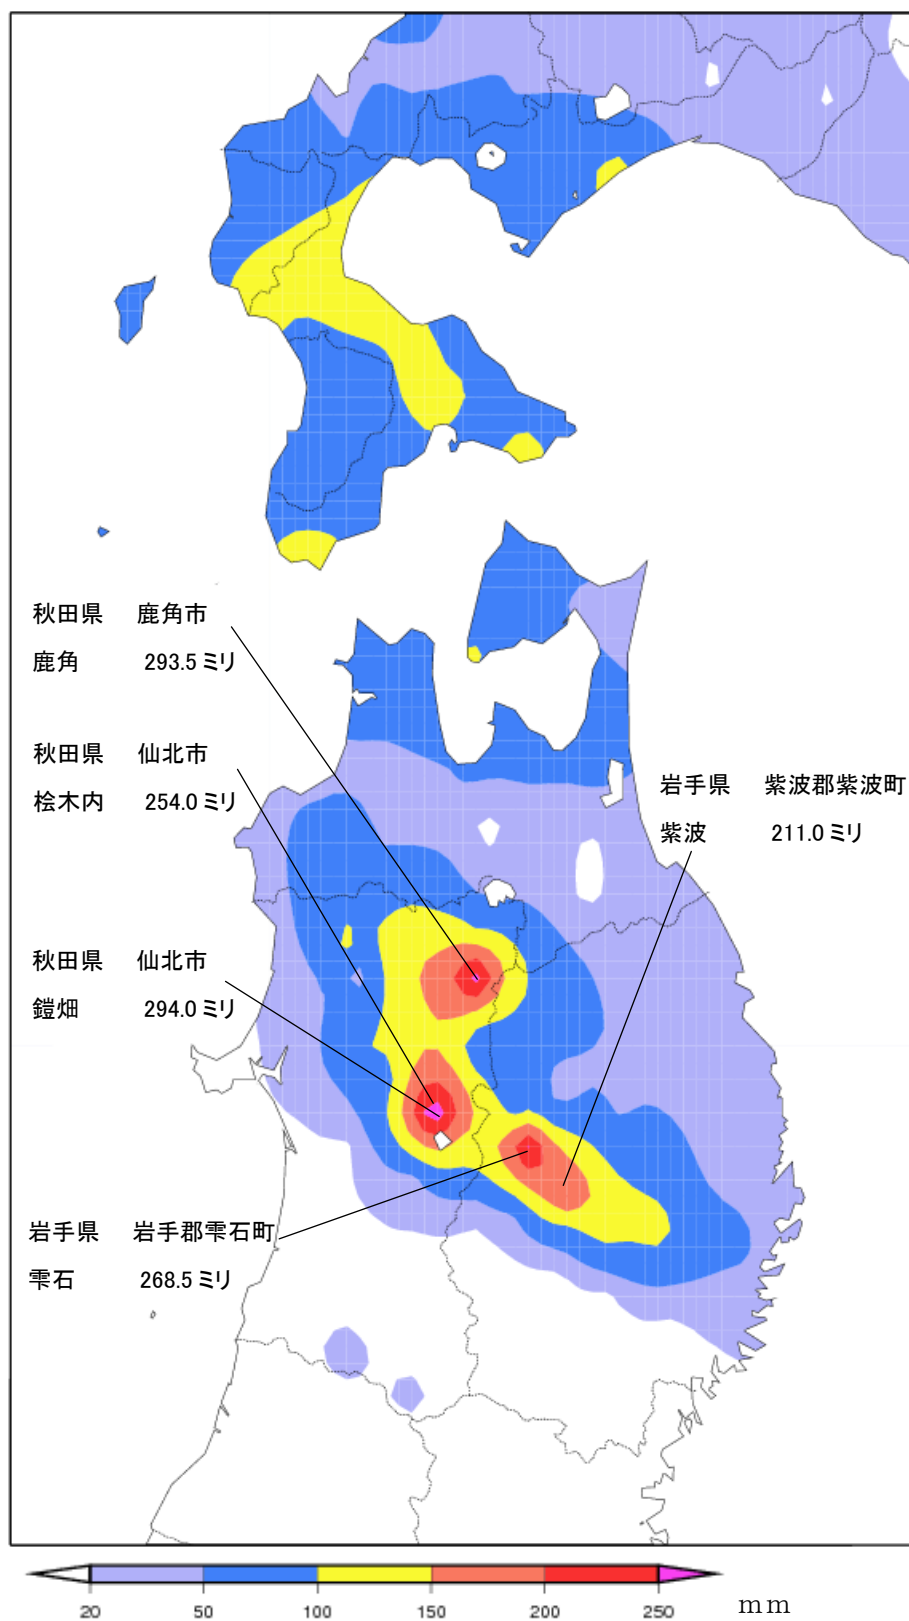 秋田県 鹿角市
鹿角 293.5 ミリ
秋田県 仙北市
桧木内 254.0 ミリ
岩手県 紫波郡紫波町
紫波 211.0 ミリ
秋田県 仙北市
鎧畑 294.0 ミリ
岩手県 岩手郡雫石町
雫石 268.5 ミリ
20 50 100 150 200 250 mm